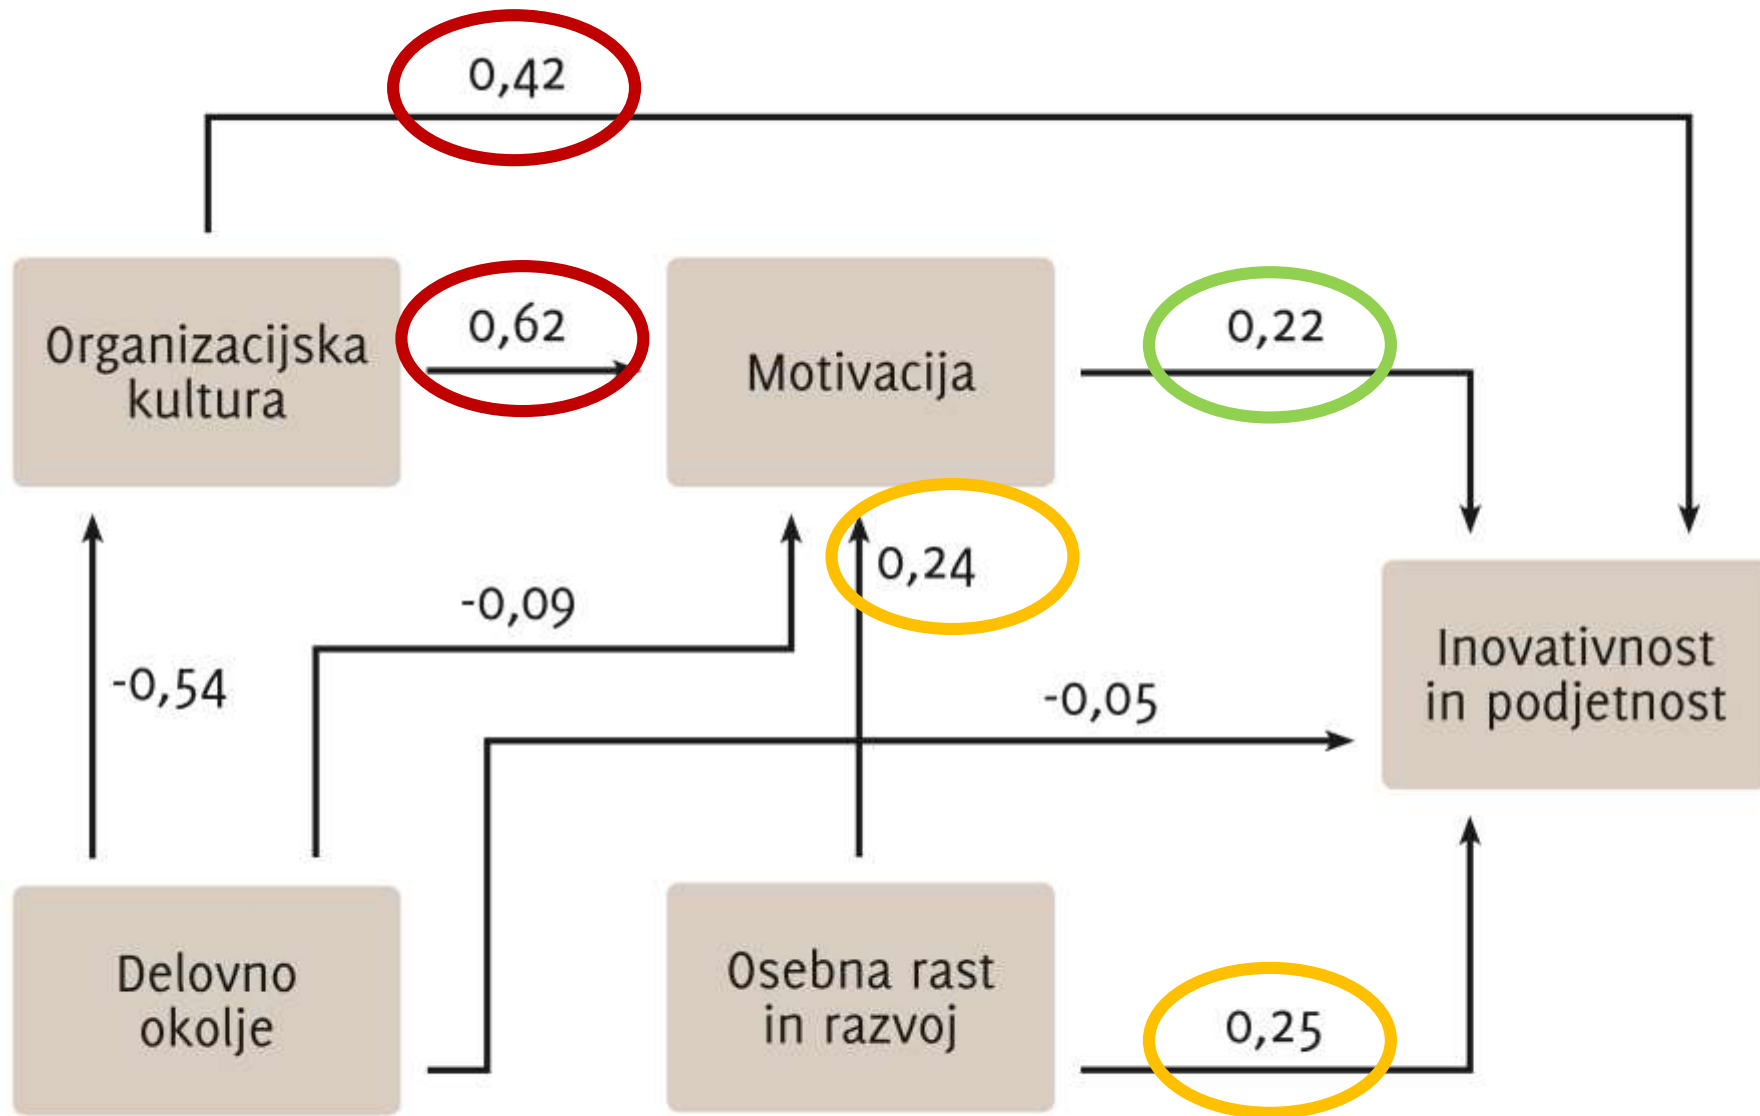 0,42
Organizacijska
kultura
0,62
Motivacija
0,22
0,24
-0,09
-0,54
-0,05
Inovativnost
in podjetnost
Delovno
okolje
Osebna rast
in razvoj
0,25